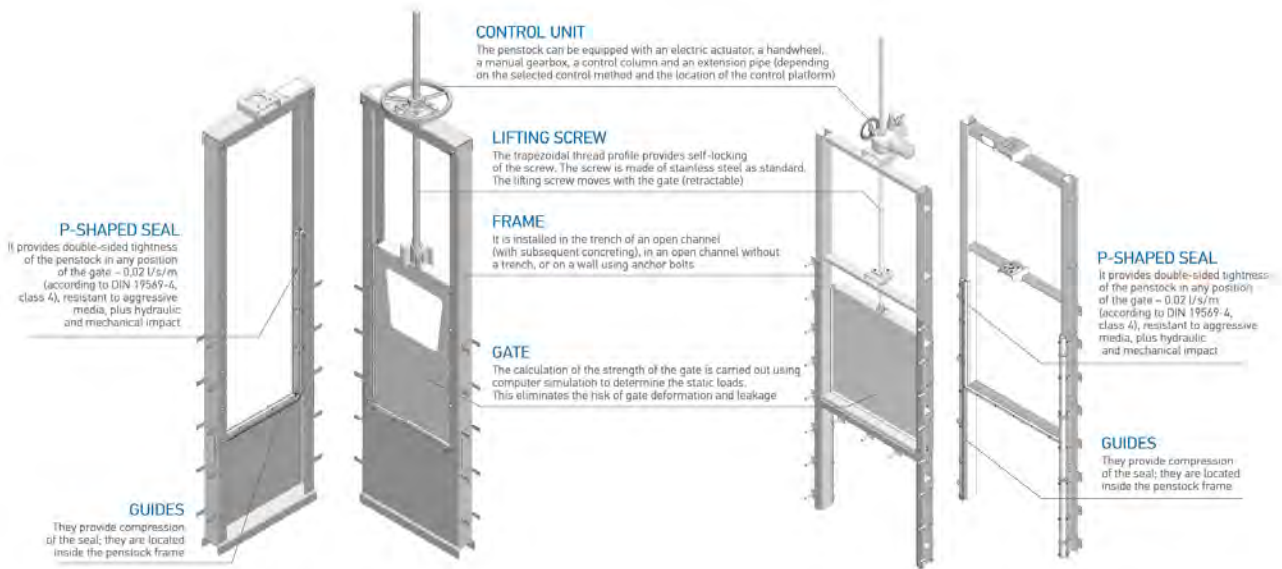 CONTROL UNIT
The penstock can be equipped with an electric actuator, a handwheel,
a manual gearbox, a control column and an extension pipe (depending
on the selected control method and the location of the control platform)
LIFTING SCREW
The trapezoidal thread profile provides self-locking
of the screw. The screw is made of stainless steel as standard.
The lifting screw moves with the gate (retractable)
FRAME
It is installed in the trench of an open channel
(with subsequent concreting), in an open channel without
a trench, or on a wall using anchor bolts
GATE
The calculation of the strength of the gate is carried out using
computer simulation to determine the static loads.
This eliminates the risk of gate deformation and leakage
P-SHAPED SEAL
It provides double-sided tightness
of the penstock in any position
of the gate – 0,02 l/s/m
(according to DIN 19569-4,
class 4), resistant to aggressive
media, plus hydraulic
and mechanical impact
GUIDES
They provide compression
of the seal; they are located
inside the penstock frame
P-SHAPED SEAL
It provides double-sided tightness
of the penstock in any position
of the gate – 0.02 l/s/m
(according to DIN 19569-4,
class 4), resistant to aggressive
media, plus hydraulic
and mechanical impact
GUIDES
They provide compression
of the seal; they are located
inside the penstock frame